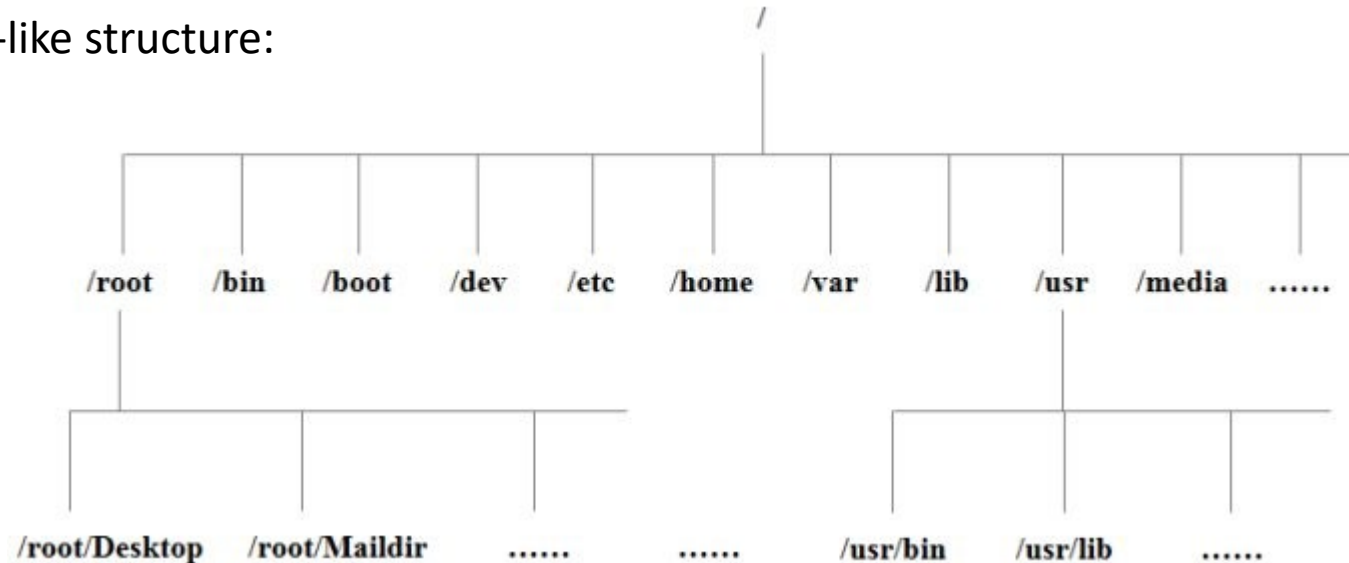 -like structure:
/
/root /bin /boot /dev /etc /home /var /lib /usr /media ......
/root/Desktop /root/Maildir ...... ...... /usr/bin /usr/lib ......